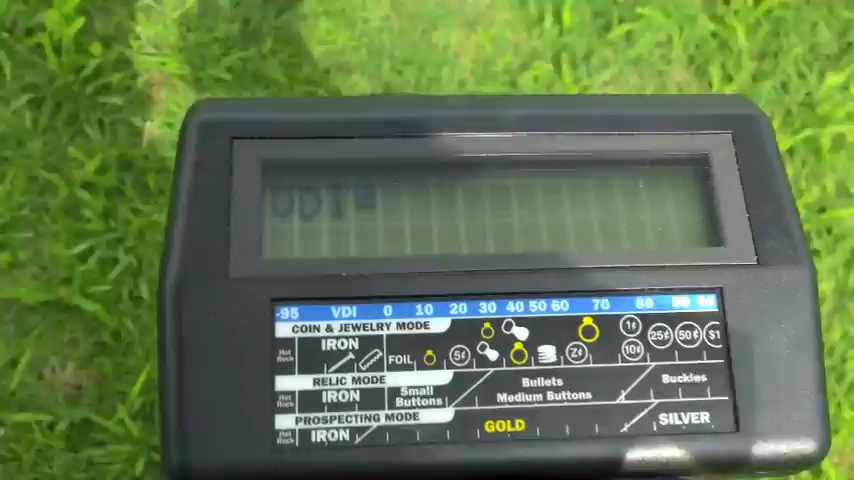 VDI=
-95 VDI 0 10 20 30 40 50 60 70 80
COIN & JEWELRY MODE
Hot Rock IRON FOIL 5¢ Z¢ 1¢ 10¢ 25¢ 50¢ $1
RELIC MODE
Hot Rock IRON Small Buttons Bullets Medium Buttons Buckles
PROSPECTING MODE
Hot Rock IRON GOLD SILVER